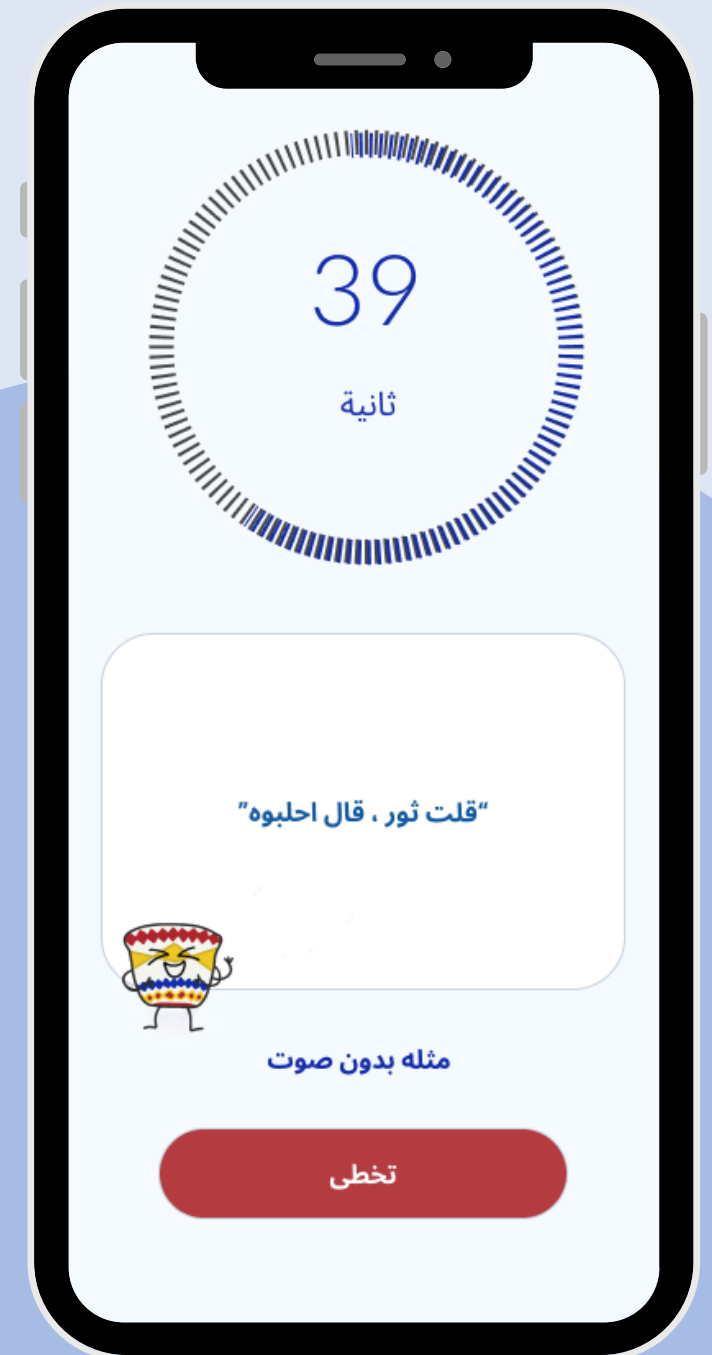 39
ثانية
“قلت ثور ، قال احلبوه”
مثله بدون صوت
تخطى